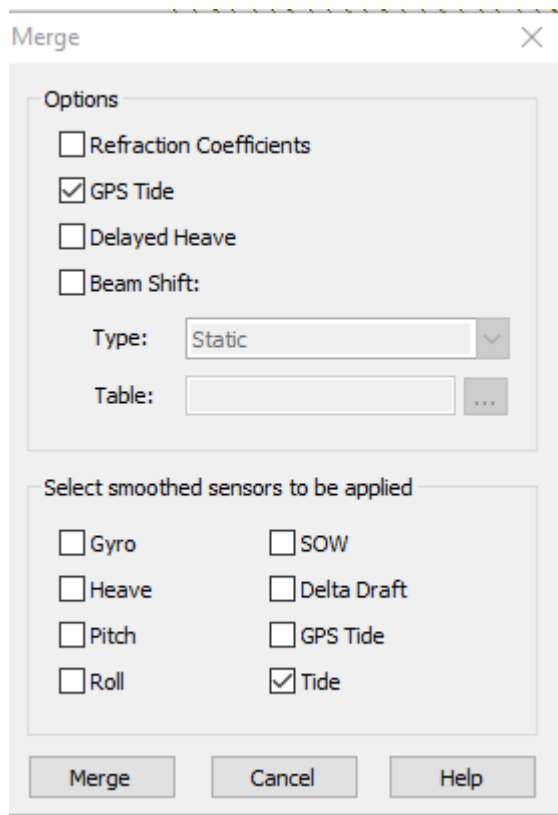 Merge
Options
Refraction Coefficients
GPS Tide
Delayed Heave
Beam Shift:
Type: Static
Table: ...
Select smoothed sensors to be applied
Gyro SOW
Heave Delta Draft
Pitch GPS Tide
Roll Tide
Merge Cancel Help